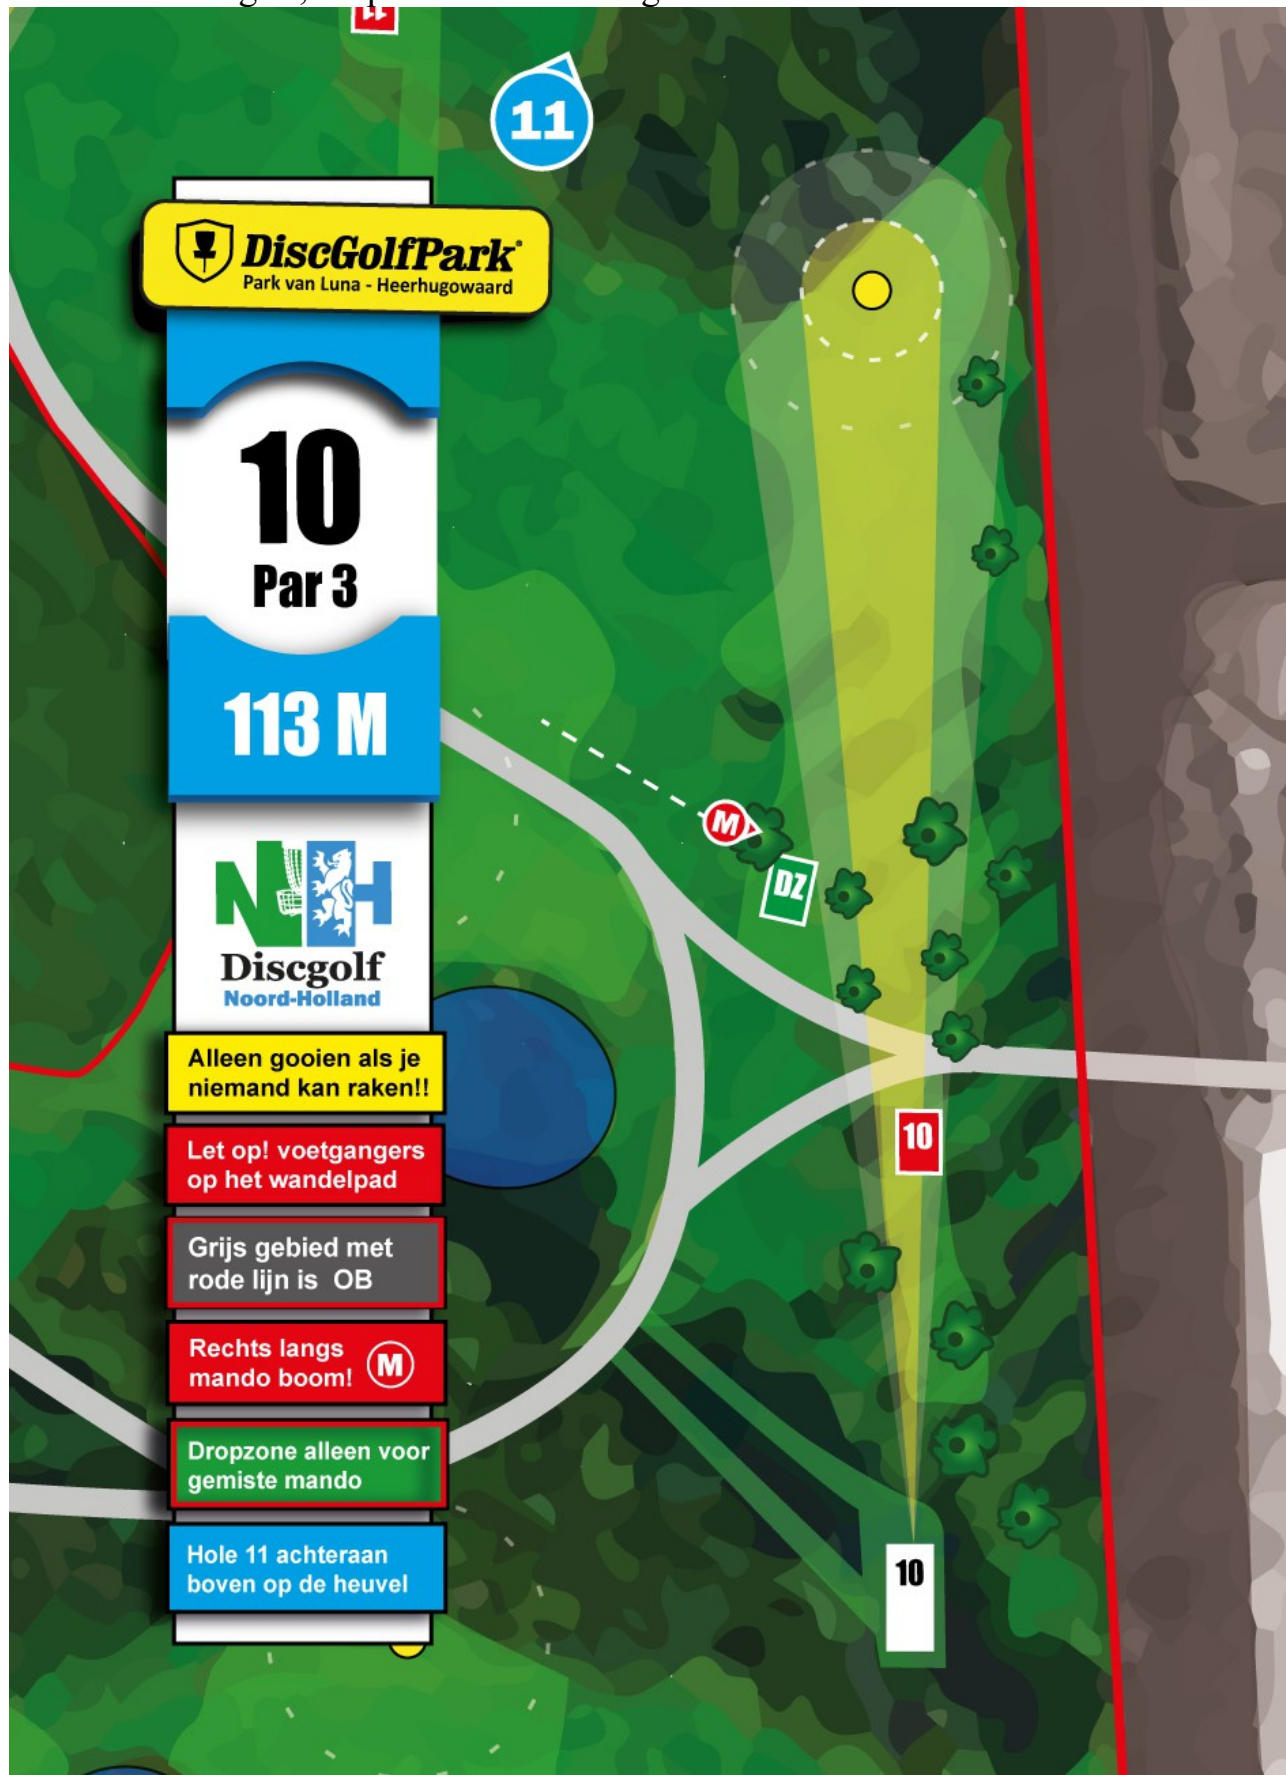 11
11
DiscGolfPark®
Park van Luna - Heerhugowaard
10
Par 3
113 M
M
DZ
NH
Discgolf
Noord-Holland
Alleen gooien als je
niemand kan raken!!
Let op! voetgangers
op het wandelpad
10
Grijs gebied met
rode lijn is OB
Rechts langs
mando boom! M
Dropzone alleen voor
gemiste mando
Hole 11 achteraan
boven op de heuvel
10